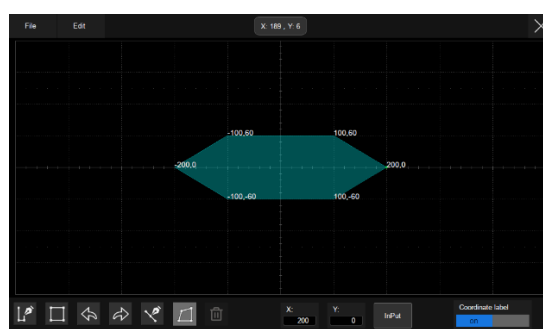 File Edit X: 189 , Y: 6
-100,60 100,60
-200,0 200,0
-100,-60 100,-60
X: Y: Coordinate label
200 0 InPut on